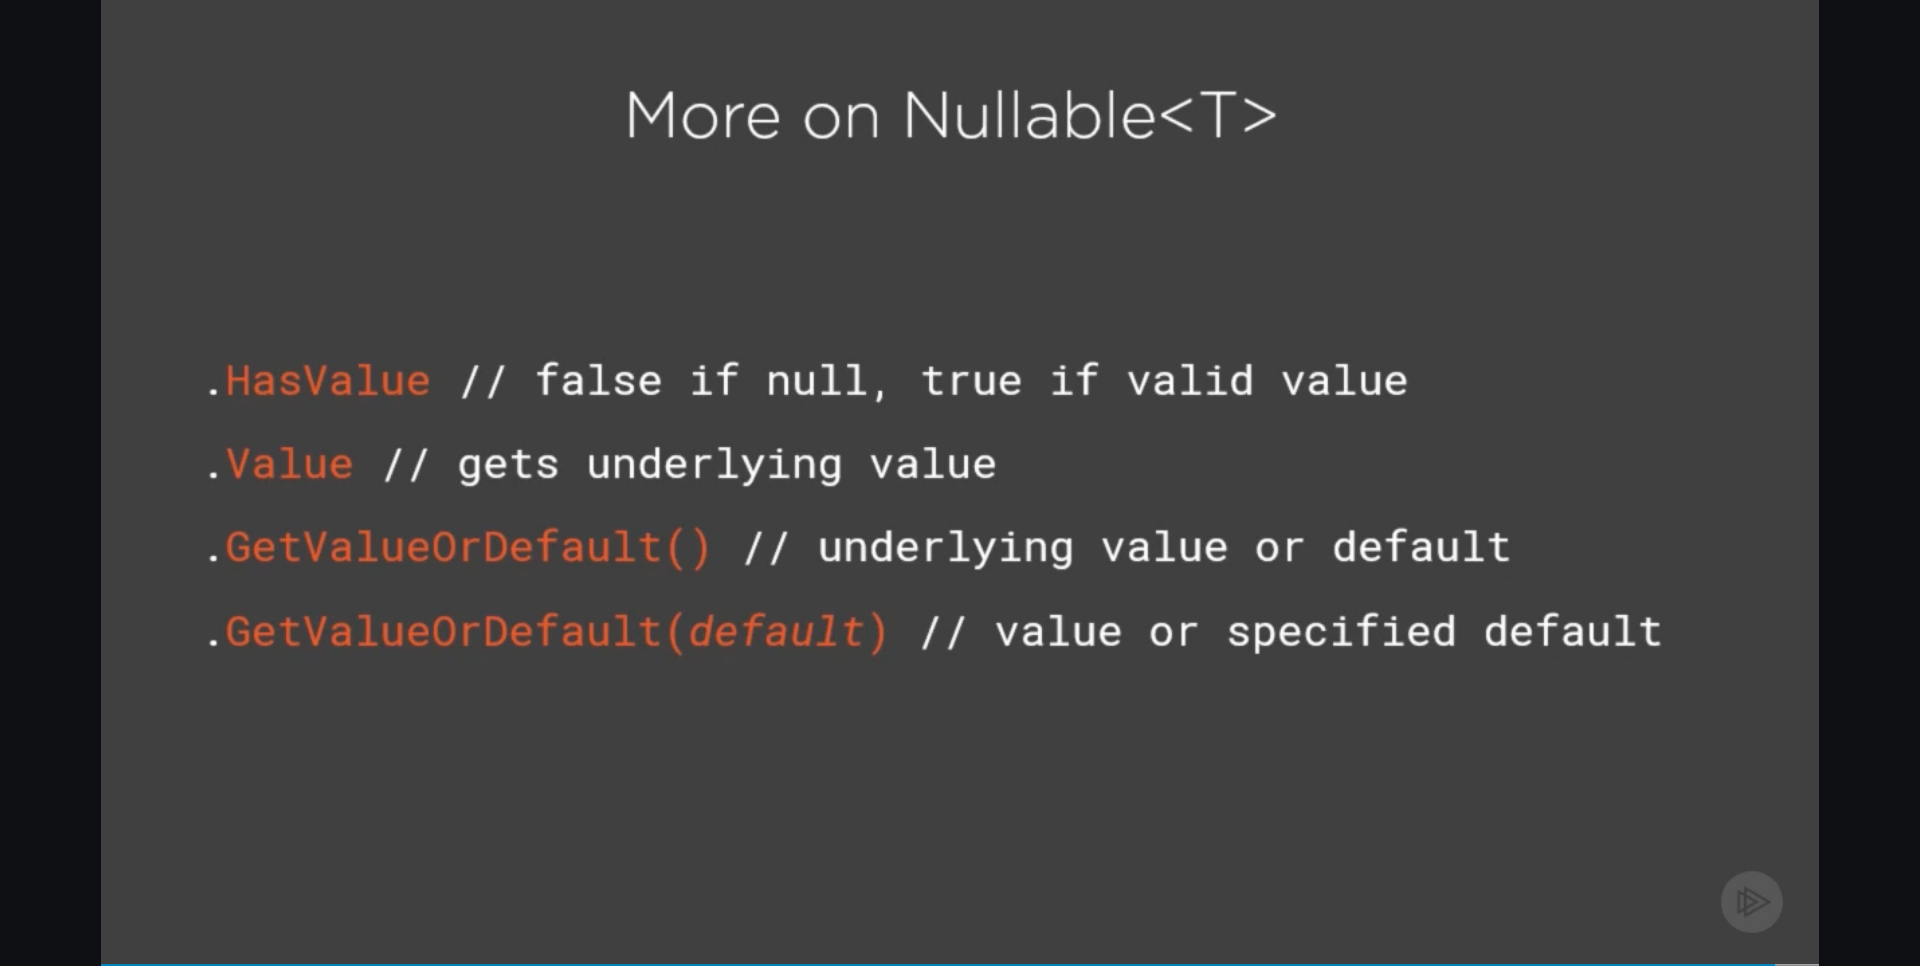 More on Nullable<T>
.HasValue // false if null, true if valid value
.Value // gets underlying value
.GetValueOrDefault() // underlying value or default
.GetValueOrDefault(default) // value or specified default